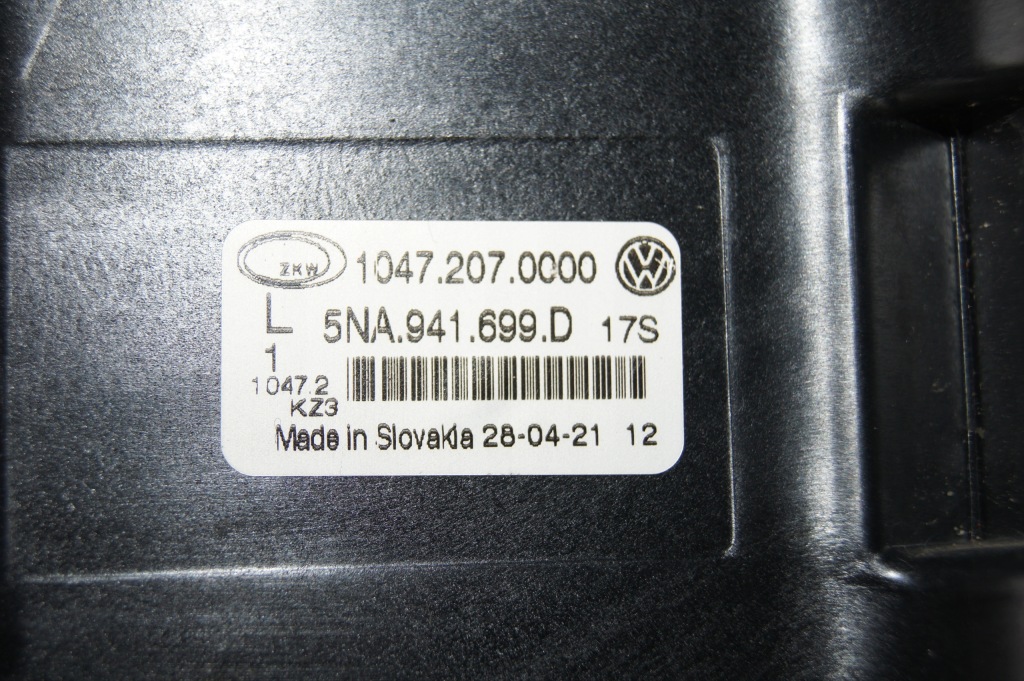 ZKW 1047.207.0000 VW
L 5NA.941.699.D 17S
1
1047.2
KZ3
Made in Slovakia 28-04-21 12